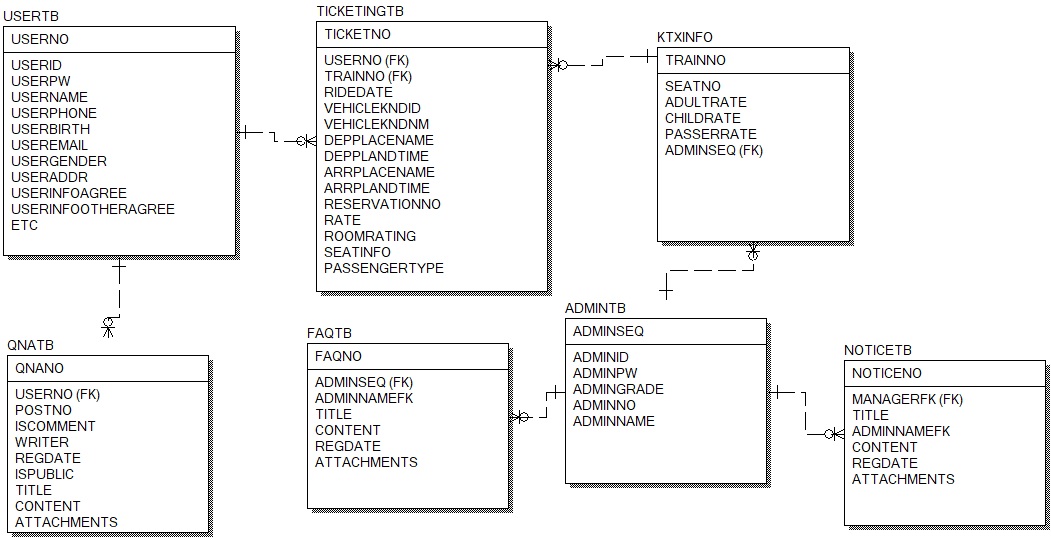 USERTB
USERNO
USERID
USERPW
USERNAME
USERPHONE
USERBIRTH
USEREMAIL
USERGENDER
USERADDR
USERINFOAGREE
USERINFOOTHERAGREE
ETC
TICKETINGTB
TICKETNO
USERNO (FK)
TRAINNO (FK)
RIDEDATE
VEHICLEKNDID
VEHICLEKNDNM
DEPPLACENAME
DEPPLANDTIME
ARRPLACENAME
ARRPLANDTIME
RESERVATIONNO
RATE
ROOMRATING
SEATINFO
PASSENGERTYPE
KTXINFO
TRAINNO
SEATNO
ADULTRATE
CHILDRATE
PASSERRATE
ADMINSEQ (FK)
QNATB
QNANO
USERNO (FK)
POSTNO
ISCOMMENT
WRITER
REGDATE
ISPUBLIC
TITLE
CONTENT
ATTACHMENTS
FAQTB
FAQNO
ADMINSEQ (FK)
ADMINNAMEFK
TITLE
CONTENT
REGDATE
ATTACHMENTS
ADMINTB
ADMINSEQ
ADMINID
ADMINPW
ADMINGRADE
ADMINNO
ADMINNAME
NOTICETB
NOTICENO
MANAGERFK (FK)
TITLE
ADMINNAMEFK
CONTENT
REGDATE
ATTACHMENTS